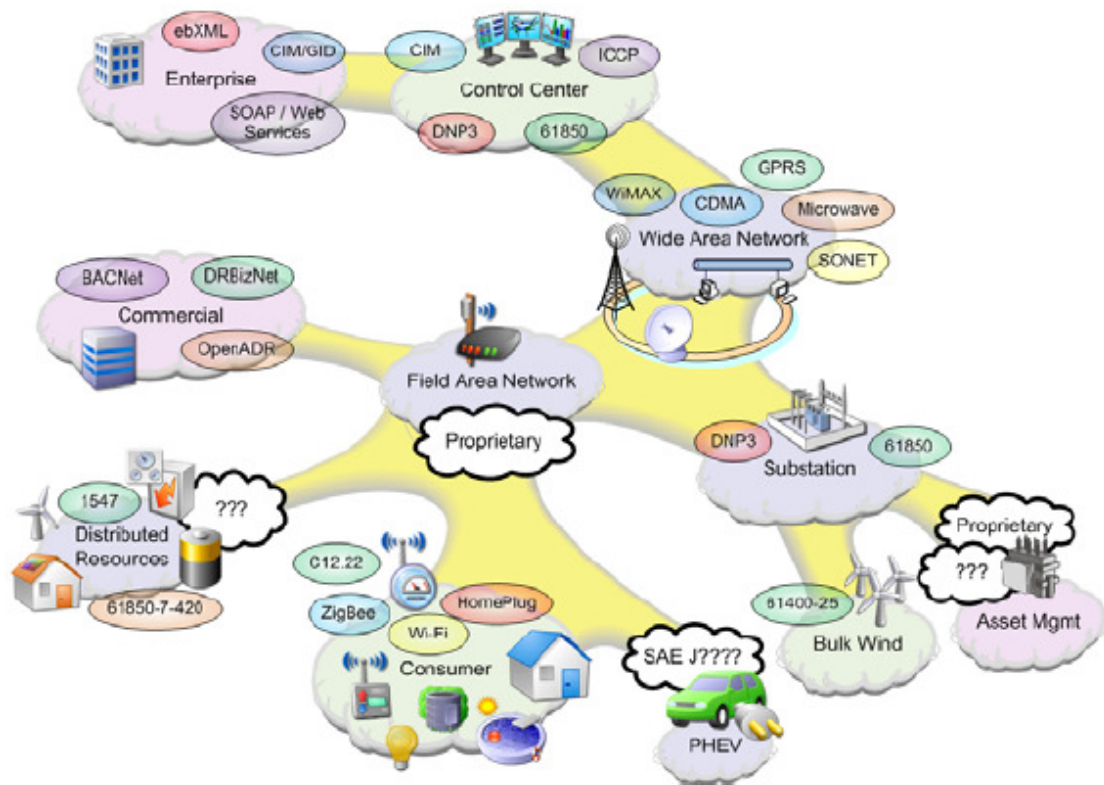 ebXML
CIM/GID
Enterprise
SOAP / Web
Services
CIM
ICCP
Control Center
DNP3
61850
GPRS
WiMAX
CDMA
Microwave
Wide Area Network
SONET
BACNet
DRBizNet
Commercial
OpenADR
Field Area Network
Proprietary
DNP3
61850
Substation
1547
???
Distributed
Resources
61850-7-420
C12.22
ZigBee
HomePlug
Wi-Fi
Consumer
SAE J????
PHEV
61400-25
Bulk Wind
Proprietary
???
Asset Mgmt